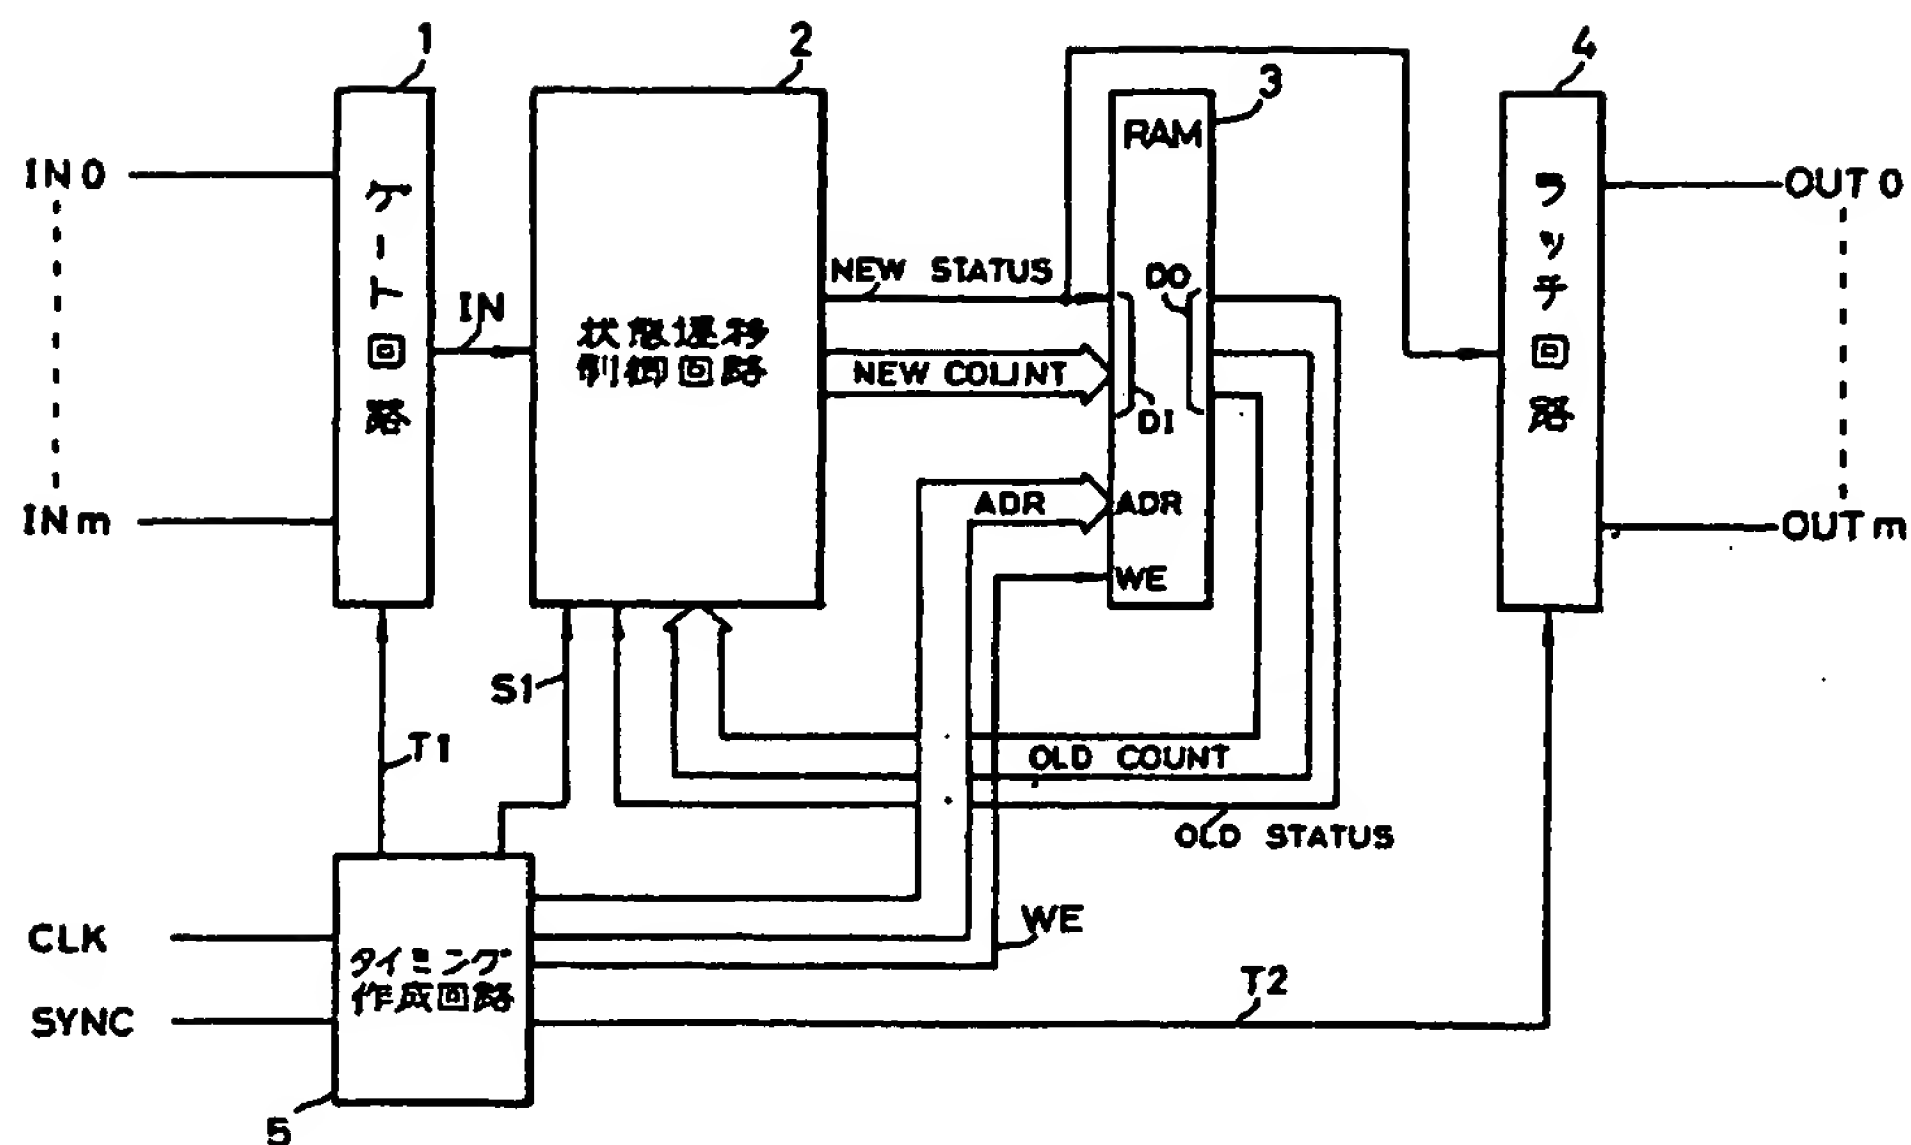 1
2
3
4
RAM
IN 0
ゲート回路
ラッチ回路
OUT 0
NEW STATUS
DO
IN
状態遷移
制御回路
NEW COUNT
DI
ADR
ADR
IN m
OUT m
WE
S1
T1
OLD COUNT
OLD STATUS
WE
CLK
タイミング
作成回路
T2
SYNC
5